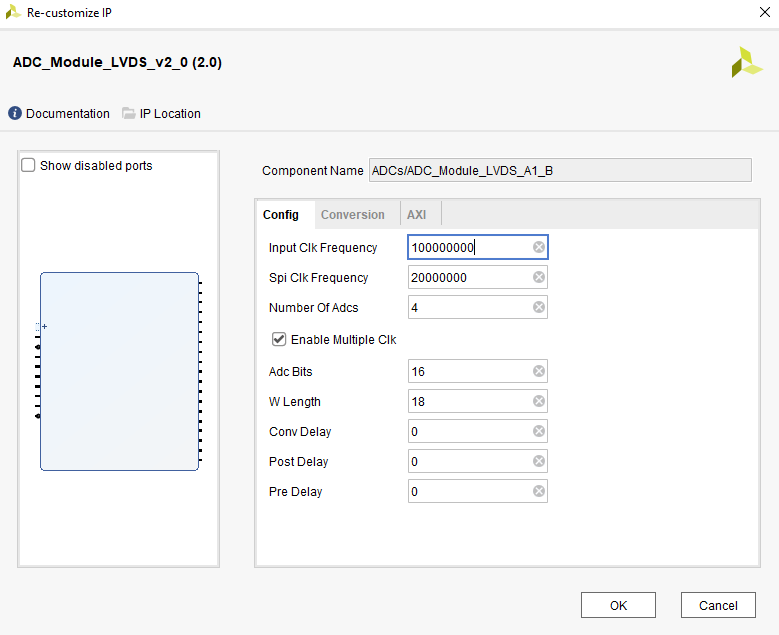 Re-customize IP
ADC_Module_LVDS_v2_0 (2.0)
Documentation IP Location
Show disabled ports
Component Name ADCs/ADC_Module_LVDS_A1_B
Config Conversion AXI
Input Clk Frequency 100000000
Spi Clk Frequency 20000000
Number Of Adcs 4
Enable Multiple Clk
Adc Bits 16
W Length 18
Conv Delay 0
Post Delay 0
Pre Delay 0
OK Cancel